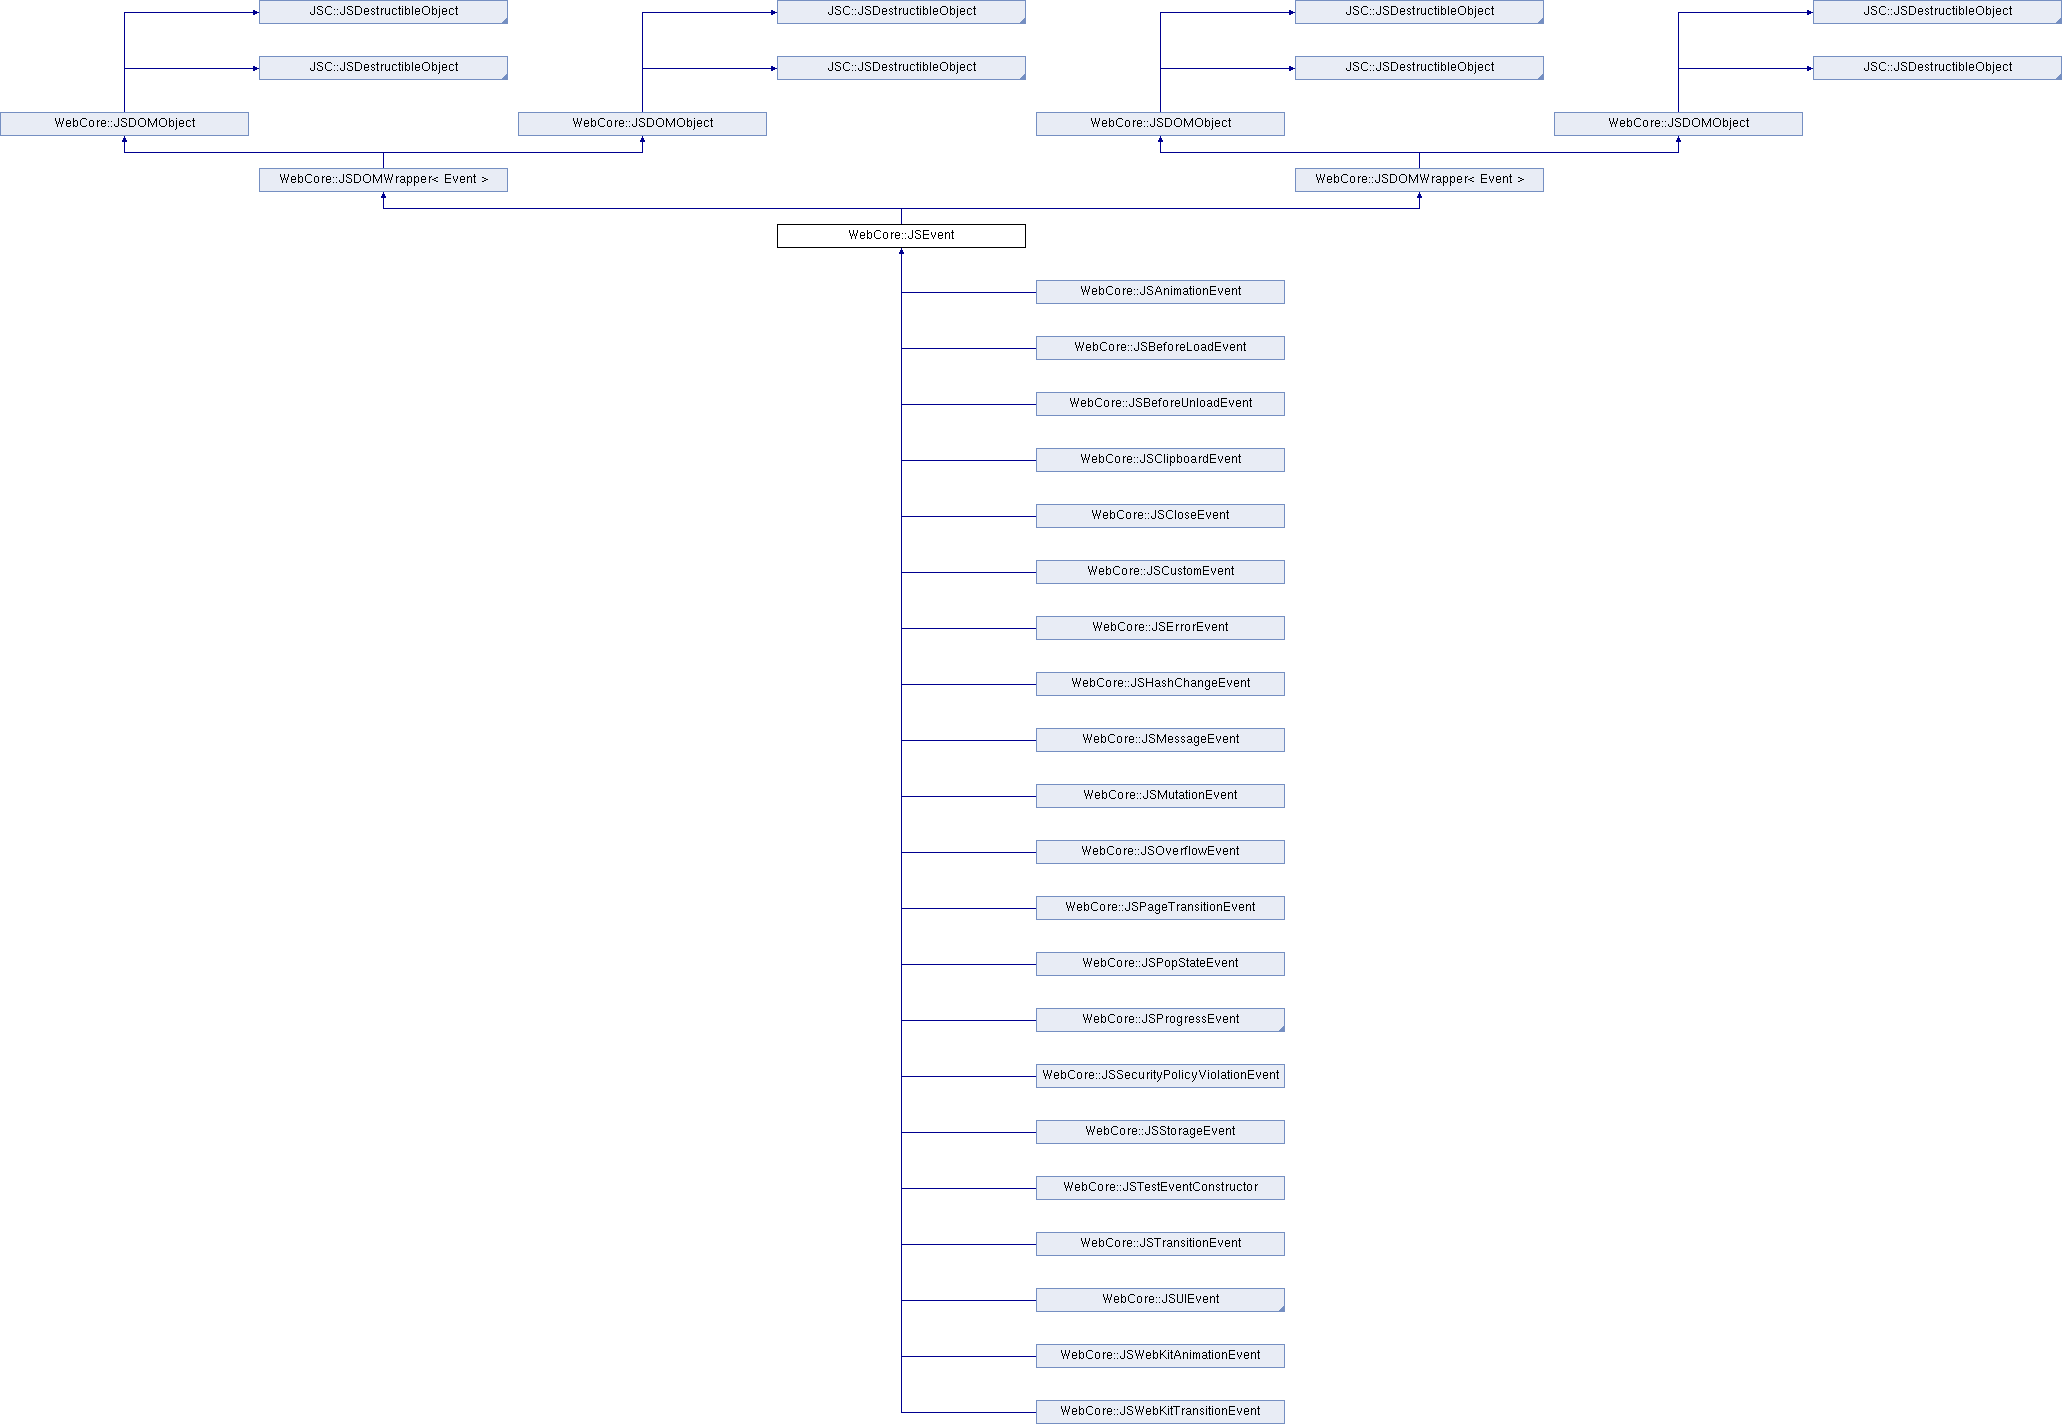 JSC::JSDestructibleObject JSC::JSDestructibleObject JSC::JSDestructibleObject JSC::JSDestructibleObject
JSC::JSDestructibleObject JSC::JSDestructibleObject JSC::JSDestructibleObject JSC::JSDestructibleObject
WebCore::JSDOMObject WebCore::JSDOMObject WebCore::JSDOMObject WebCore::JSDOMObject
WebCore::JSDOMWrapper< Event > WebCore::JSDOMWrapper< Event >
WebCore::JSEvent
WebCore::JSAnimationEvent
WebCore::JSBeforeLoadEvent
WebCore::JSBeforeUnloadEvent
WebCore::JSClipboardEvent
WebCore::JSCloseEvent
WebCore::JSCustomEvent
WebCore::JSErrorEvent
WebCore::JSHashChangeEvent
WebCore::JSMessageEvent
WebCore::JSMutationEvent
WebCore::JSOverflowEvent
WebCore::JSPageTransitionEvent
WebCore::JSPopStateEvent
WebCore::JSProgressEvent
WebCore::JSSecurityPolicyViolationEvent
WebCore::JSStorageEvent
WebCore::JSTestEventConstructor
WebCore::JSTransitionEvent
WebCore::JSUIEvent
WebCore::JSWebKitAnimationEvent
WebCore::JSWebKitTransitionEvent